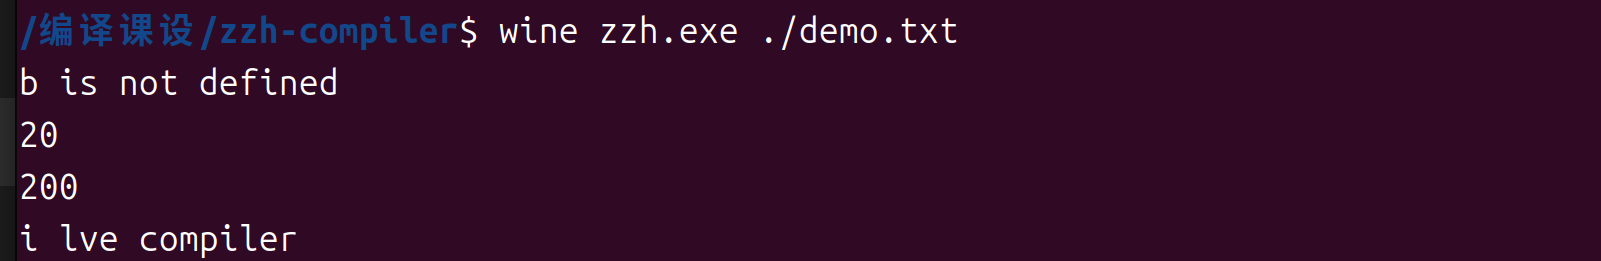 /编译课设/zzh-compiler$ wine zzh.exe ./demo.txt
b is not defined
20
200
i lve compiler